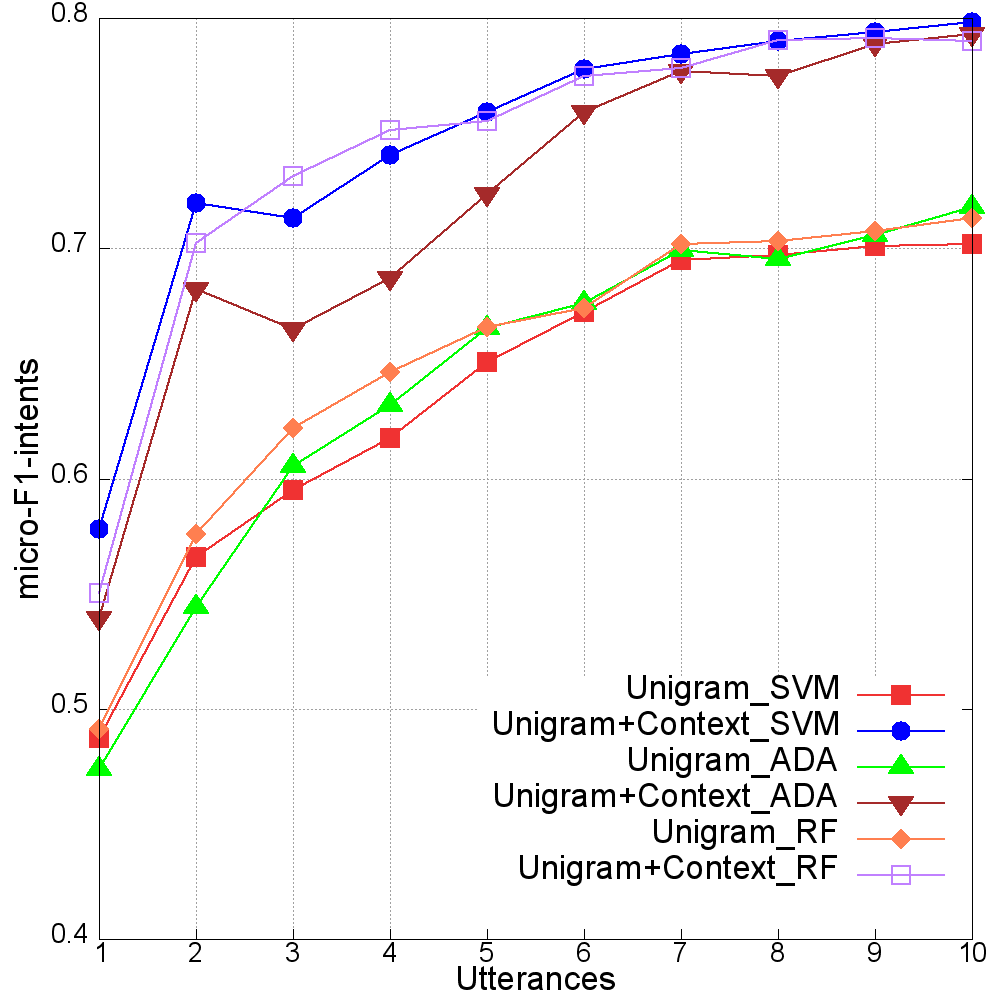 0.8
0.7
0.6
0.5
0.4
micro-F1-intents
Unigram_SVM
Unigram+Context_SVM
Unigram_ADA
Unigram+Context_ADA
Unigram_RF
Unigram+Context_RF
1 2 3 4 5 6 7 8 9 10
Utterances